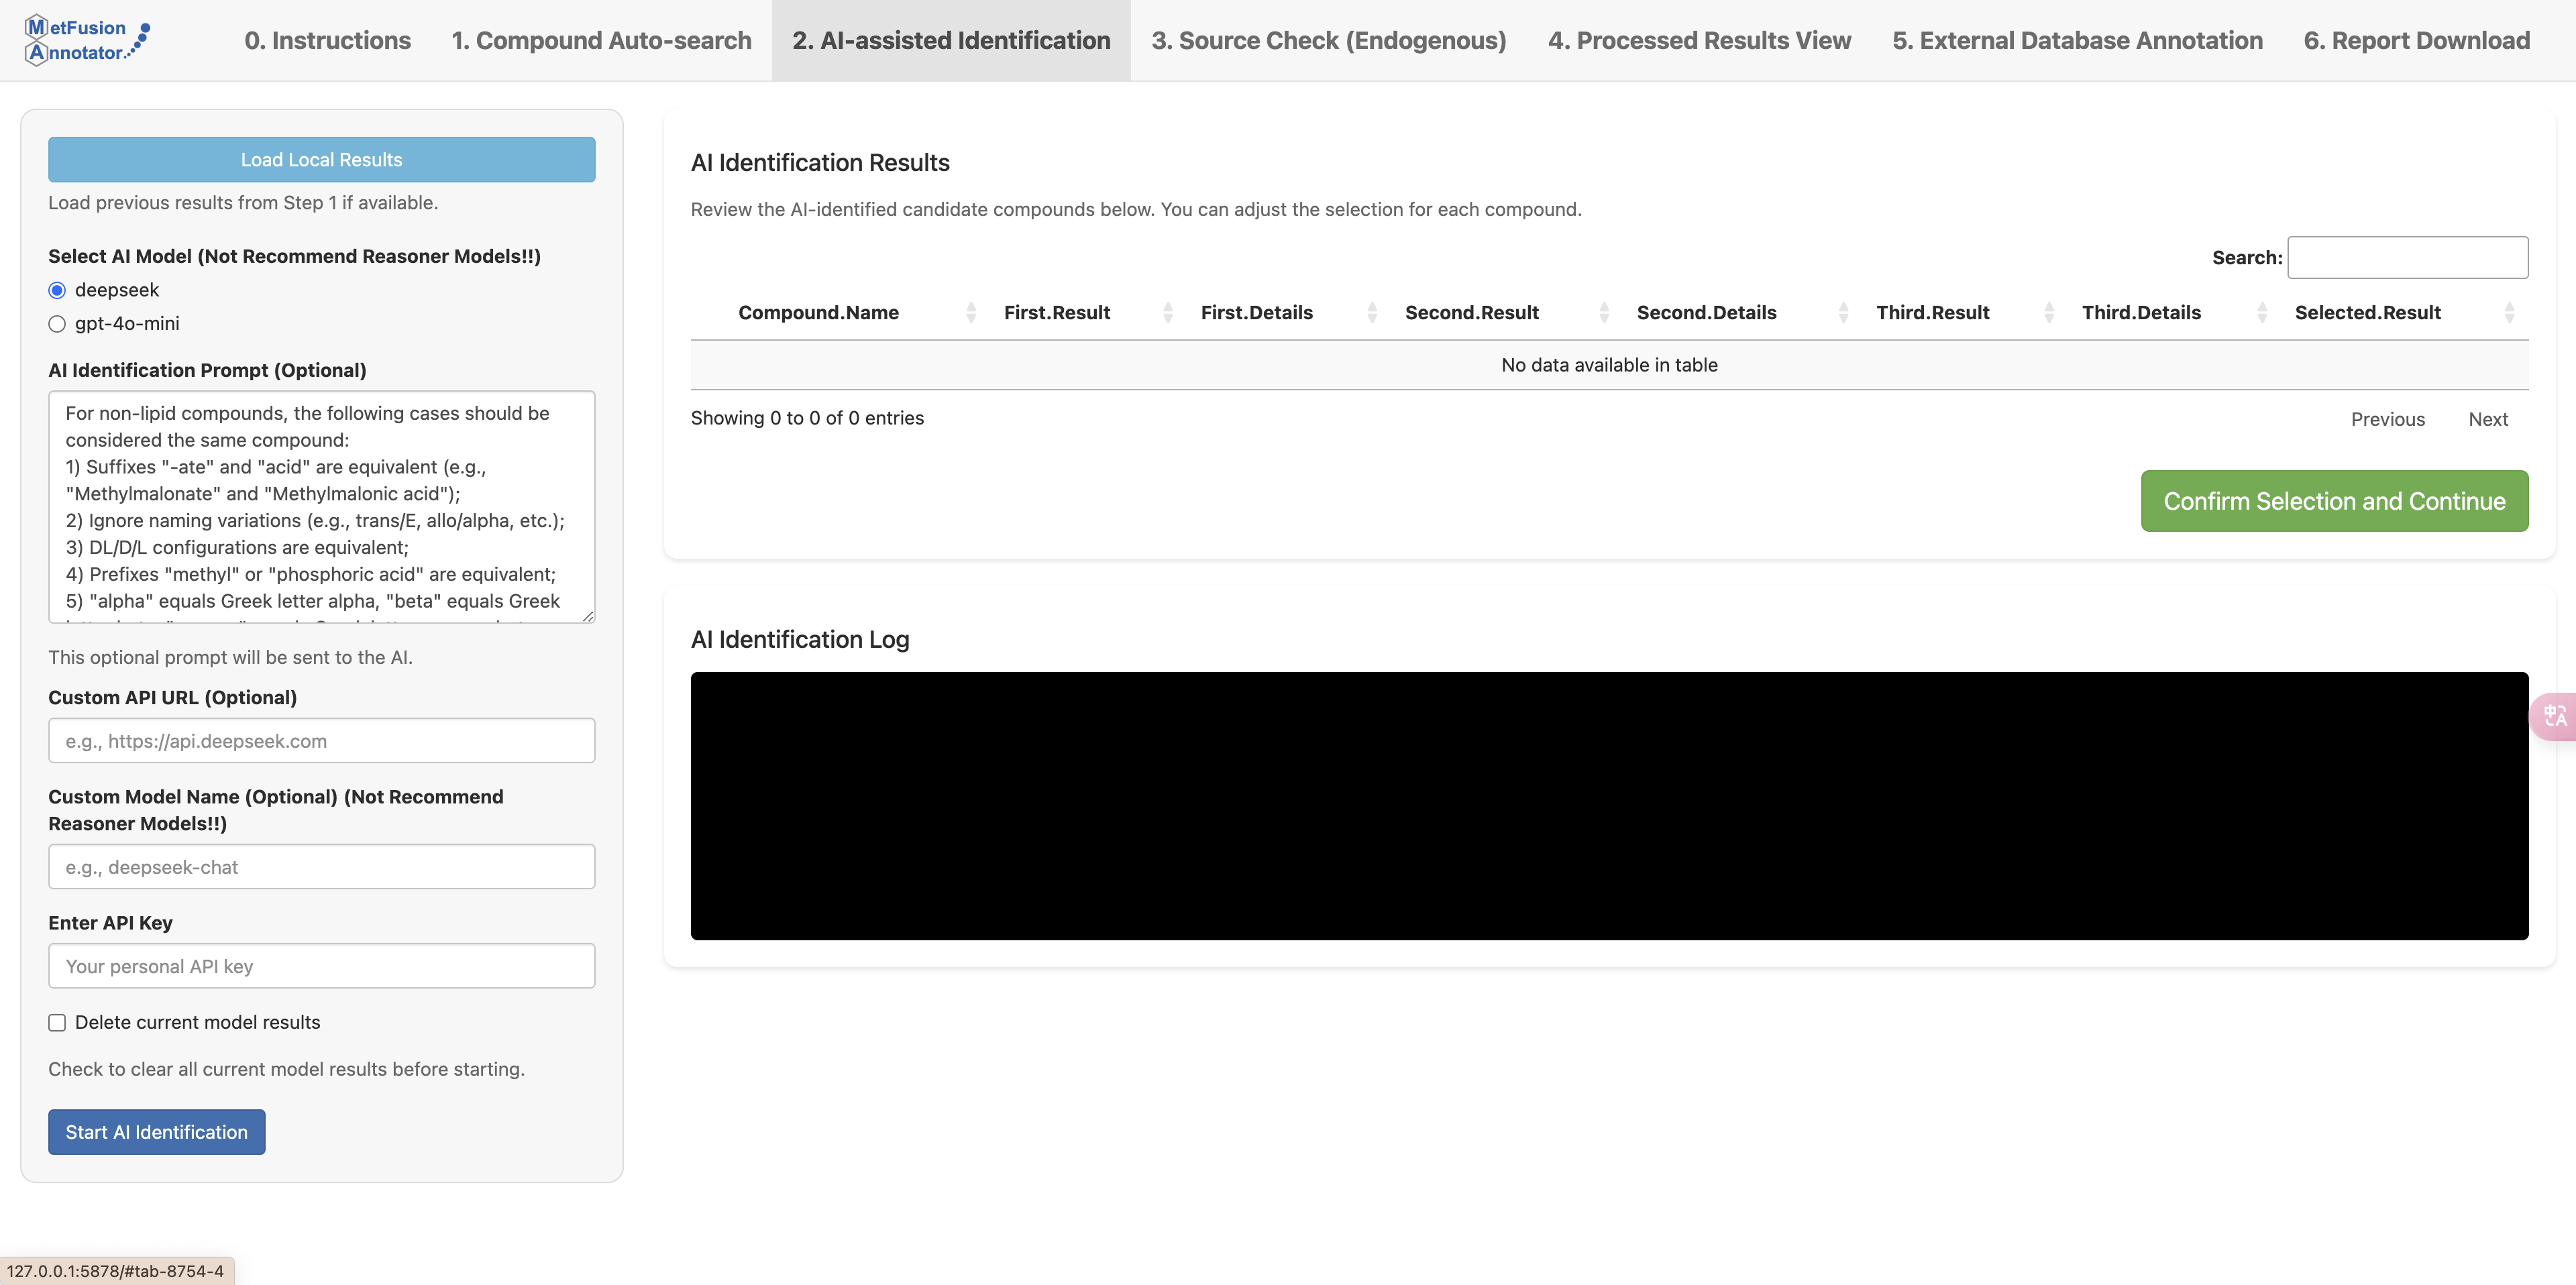 MetFusion
Annotator
0. Instructions
1. Compound Auto-search
2. AI-assisted Identification
3. Source Check (Endogenous)
4. Processed Results View
5. External Database Annotation
6. Report Download
Load Local Results
Load previous results from Step 1 if available.
Select AI Model (Not Recommend Reasoner Models!!)
deepseek
gpt-4o-mini
AI Identification Prompt (Optional)
For non-lipid compounds, the following cases should be
considered the same compound:
1) Suffixes "-ate" and "acid" are equivalent (e.g.,
"Methylmalonate" and "Methylmalonic acid");
2) Ignore naming variations (e.g., trans/E, allo/alpha, etc.);
3) DL/D/L configurations are equivalent;
4) Prefixes "methyl" or "phosphoric acid" are equivalent;
5) "alpha" equals Greek letter alpha, "beta" equals Greek
This optional prompt will be sent to the AI.
Custom API URL (Optional)
e.g., https://api.deepseek.com
Custom Model Name (Optional) (Not Recommend
Reasoner Models!!)
e.g., deepseek-chat
Enter API Key
Your personal API key
Delete current model results
Check to clear all current model results before starting.
Start AI Identification
AI Identification Results
Review the AI-identified candidate compounds below. You can adjust the selection for each compound.
Search:
Compound.Name First.Result First.Details Second.Result Second.Details Third.Result Third.Details Selected.Result
No data available in table
Showing 0 to 0 of 0 entries
Previous Next
Confirm Selection and Continue
AI Identification Log
中A
127.0.0.1:5878/#tab-8754-4